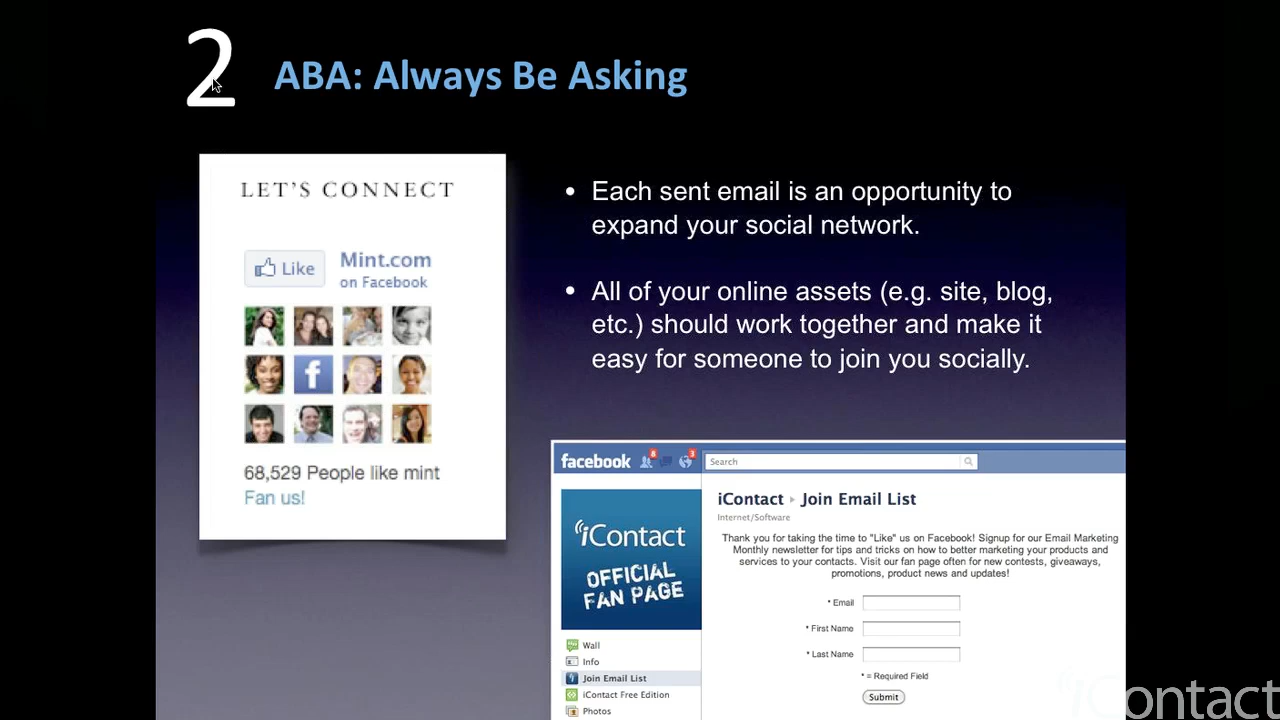 2
ABA: Always Be Asking
LET'S CONNECT
Like
Mint.com
on Facebook
f
68,529 People like mint
Fan us!
• Each sent email is an opportunity to
expand your social network.
• All of your online assets (e.g. site, blog,
etc.) should work together and make it
easy for someone to join you socially.
facebook
8
3
Search
iContact
OFFICIAL
FAN PAGE
Wall
Info
Join Email List
iContact Free Edition
Photos
iContact ▸ Join Email List
Internet/Software
Thank you for taking the time to "Like" us on Facebook! Signup for our Email Marketing
Monthly newsletter for tips and tricks on how to better marketing your products and
services to your contacts. Visit our fan page often for new contests, giveaways,
promotions, product news and updates!
* Email
* First Name
* Last Name
* = Required Field
Submit
iContact